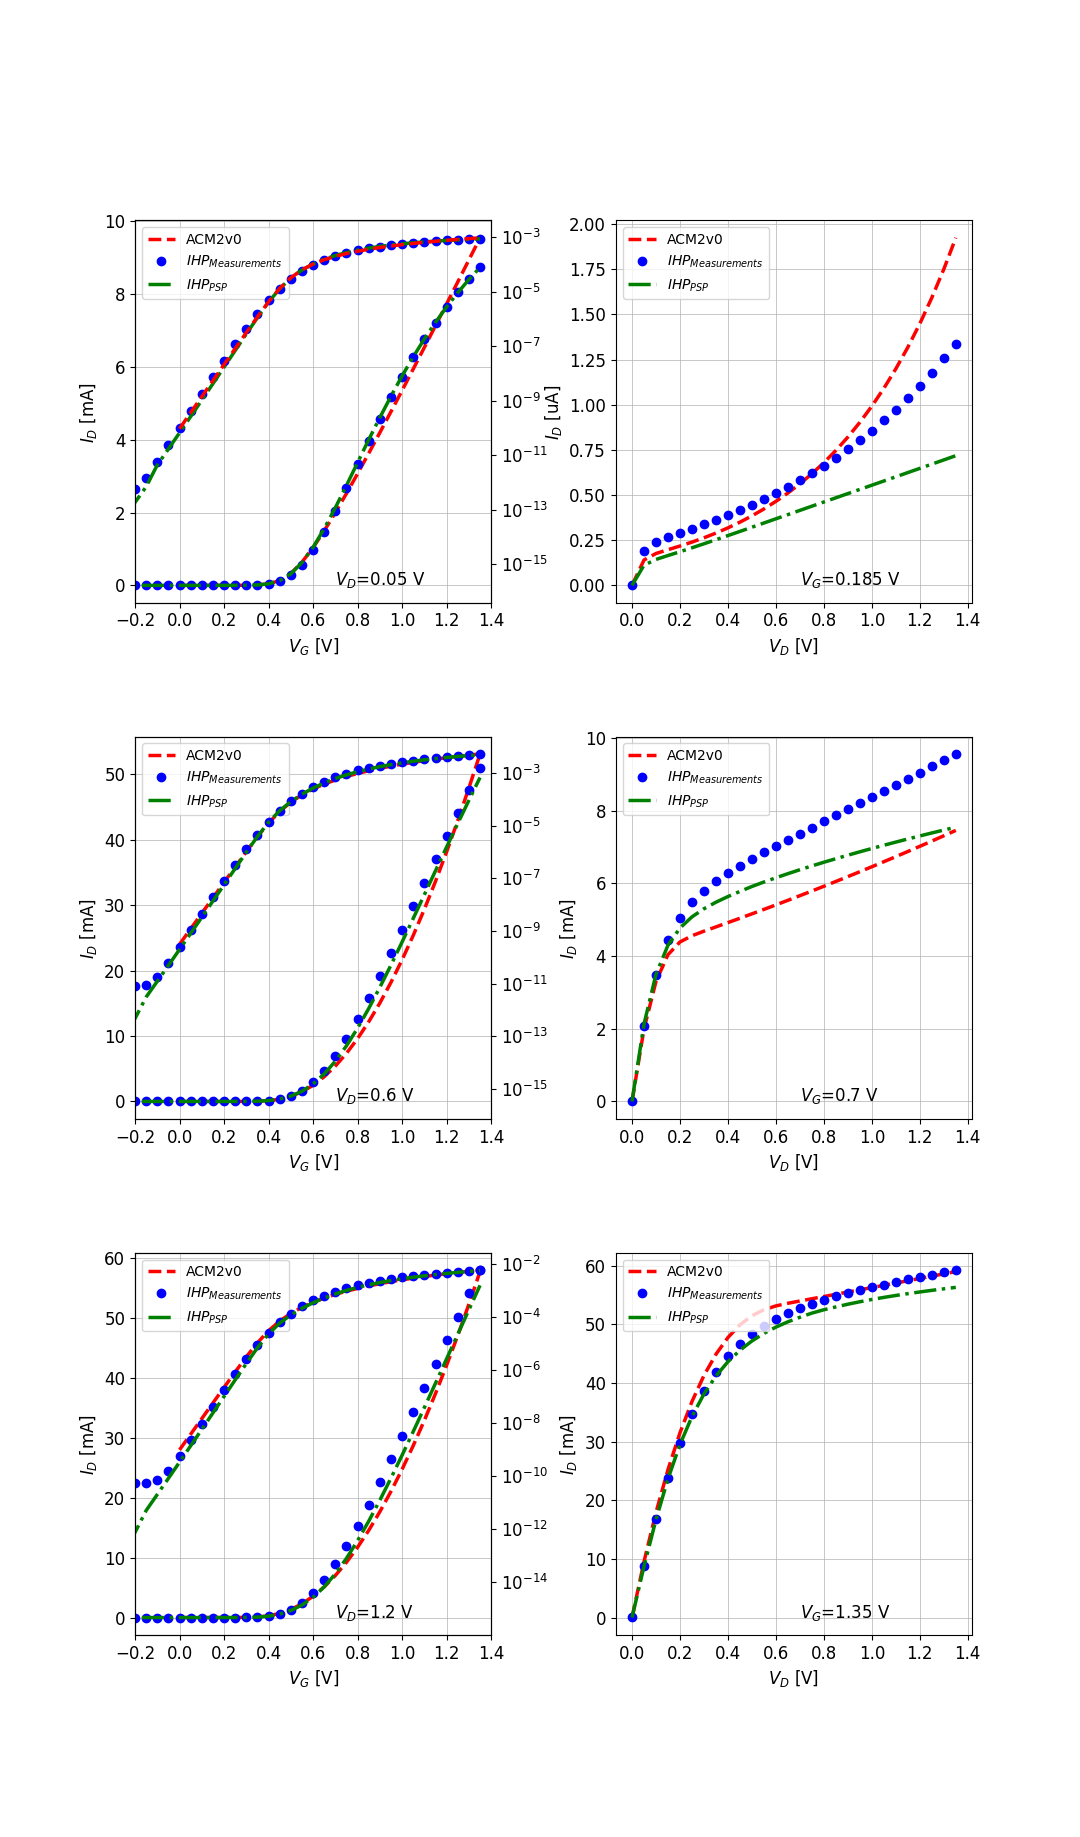 ACM2v0
IHP_Measurements
IHP_PSP
10
8
6
4
2
0
I_D [mA]
10^−3
10^−5
10^−7
10^−9
10^−11
10^−13
10^−15
V_D=0.05 V
−0.2 0.0 0.2 0.4 0.6 0.8 1.0 1.2 1.4
V_G [V]
ACM2v0
IHP_Measurements
IHP_PSP
2.00
1.75
1.50
1.25
1.00
0.75
0.50
0.25
0.00
I_D [uA]
V_G=0.185 V
0.0 0.2 0.4 0.6 0.8 1.0 1.2 1.4
V_D [V]
ACM2v0
IHP_Measurements
IHP_PSP
50
40
30
20
10
0
I_D [mA]
10^−3
10^−5
10^−7
10^−9
10^−11
10^−13
10^−15
V_D=0.6 V
−0.2 0.0 0.2 0.4 0.6 0.8 1.0 1.2 1.4
V_G [V]
ACM2v0
IHP_Measurements
IHP_PSP
10
8
6
4
2
0
I_D [mA]
V_G=0.7 V
0.0 0.2 0.4 0.6 0.8 1.0 1.2 1.4
V_D [V]
ACM2v0
IHP_Measurements
IHP_PSP
60
50
40
30
20
10
0
I_D [mA]
10^−2
10^−4
10^−6
10^−8
10^−10
10^−12
10^−14
V_D=1.2 V
−0.2 0.0 0.2 0.4 0.6 0.8 1.0 1.2 1.4
V_G [V]
ACM2v0
IHP_Measurements
IHP_PSP
60
50
40
30
20
10
0
I_D [mA]
V_G=1.35 V
0.0 0.2 0.4 0.6 0.8 1.0 1.2 1.4
V_D [V]